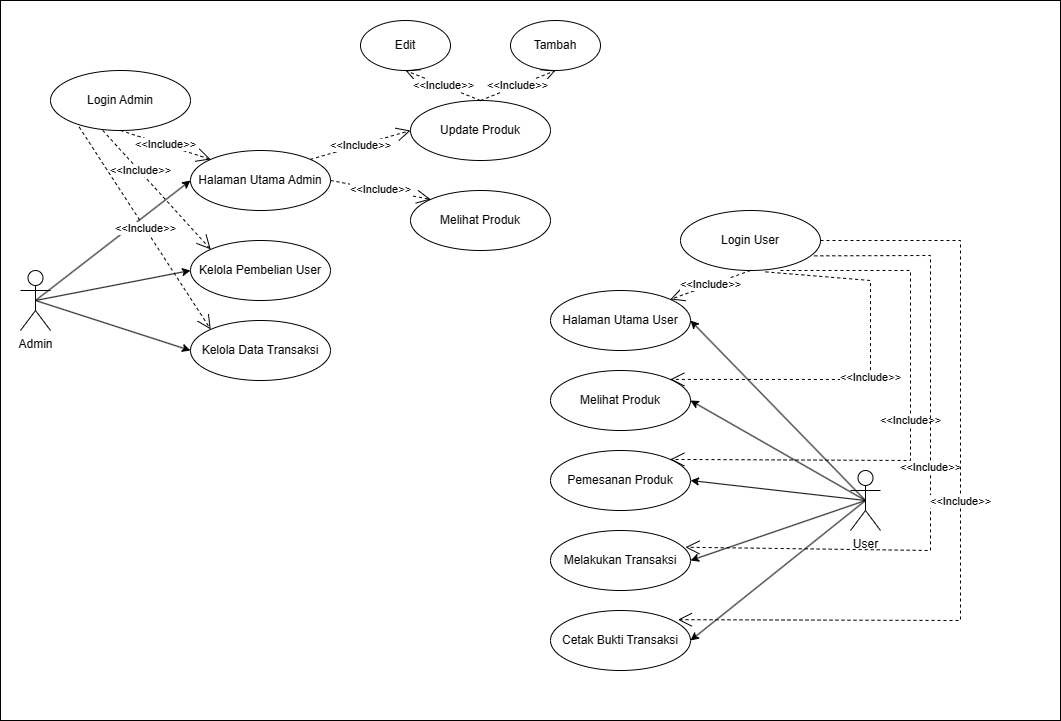 Edit
Tambah
<<Include>>
<<Include>>
Login Admin
Update Produk
<<Include>>
<<Include>>
<<Include>>
Halaman Utama Admin
<<Include>>
Melihat Produk
<<Include>>
Kelola Pembelian User
Admin
Kelola Data Transaksi
Login User
<<Include>>
Halaman Utama User
<<Include>>
Melihat Produk
<<Include>>
<<Include>>
Pemesanan Produk
<<Include>>
User
Melakukan Transaksi
Cetak Bukti Transaksi